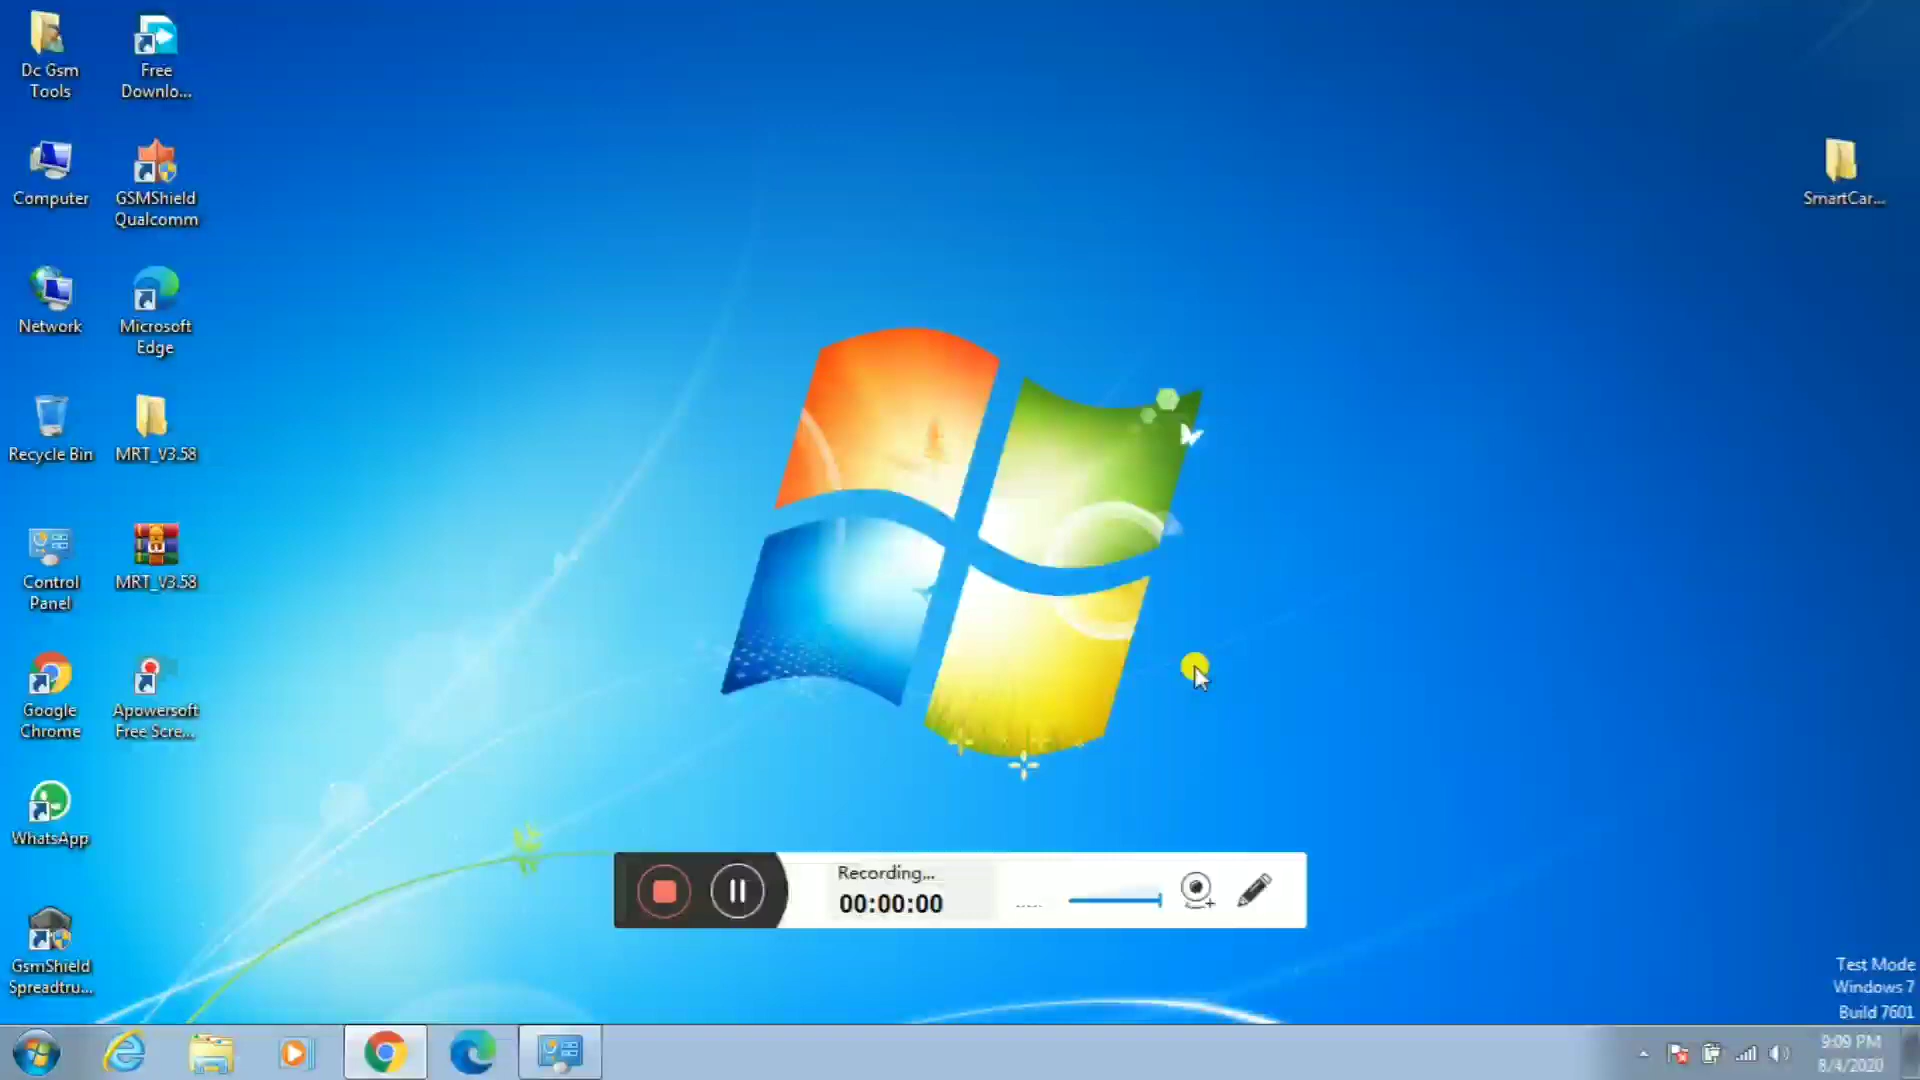 Dc Gsm
Tools
Free
Downlo...
Computer
GSMShield
Qualcomm
SmartCar...
Network
Microsoft
Edge
Recycle Bin
MRT_V3.58
Control
Panel
MRT_V3.58
Google
Chrome
Apowersoft
Free Scre...
WhatsApp
GsmShield
Spreadtru...
Recording...
00:00:00
Test Mode
Windows 7
Build 7601
9:09 PM
8/4/2020